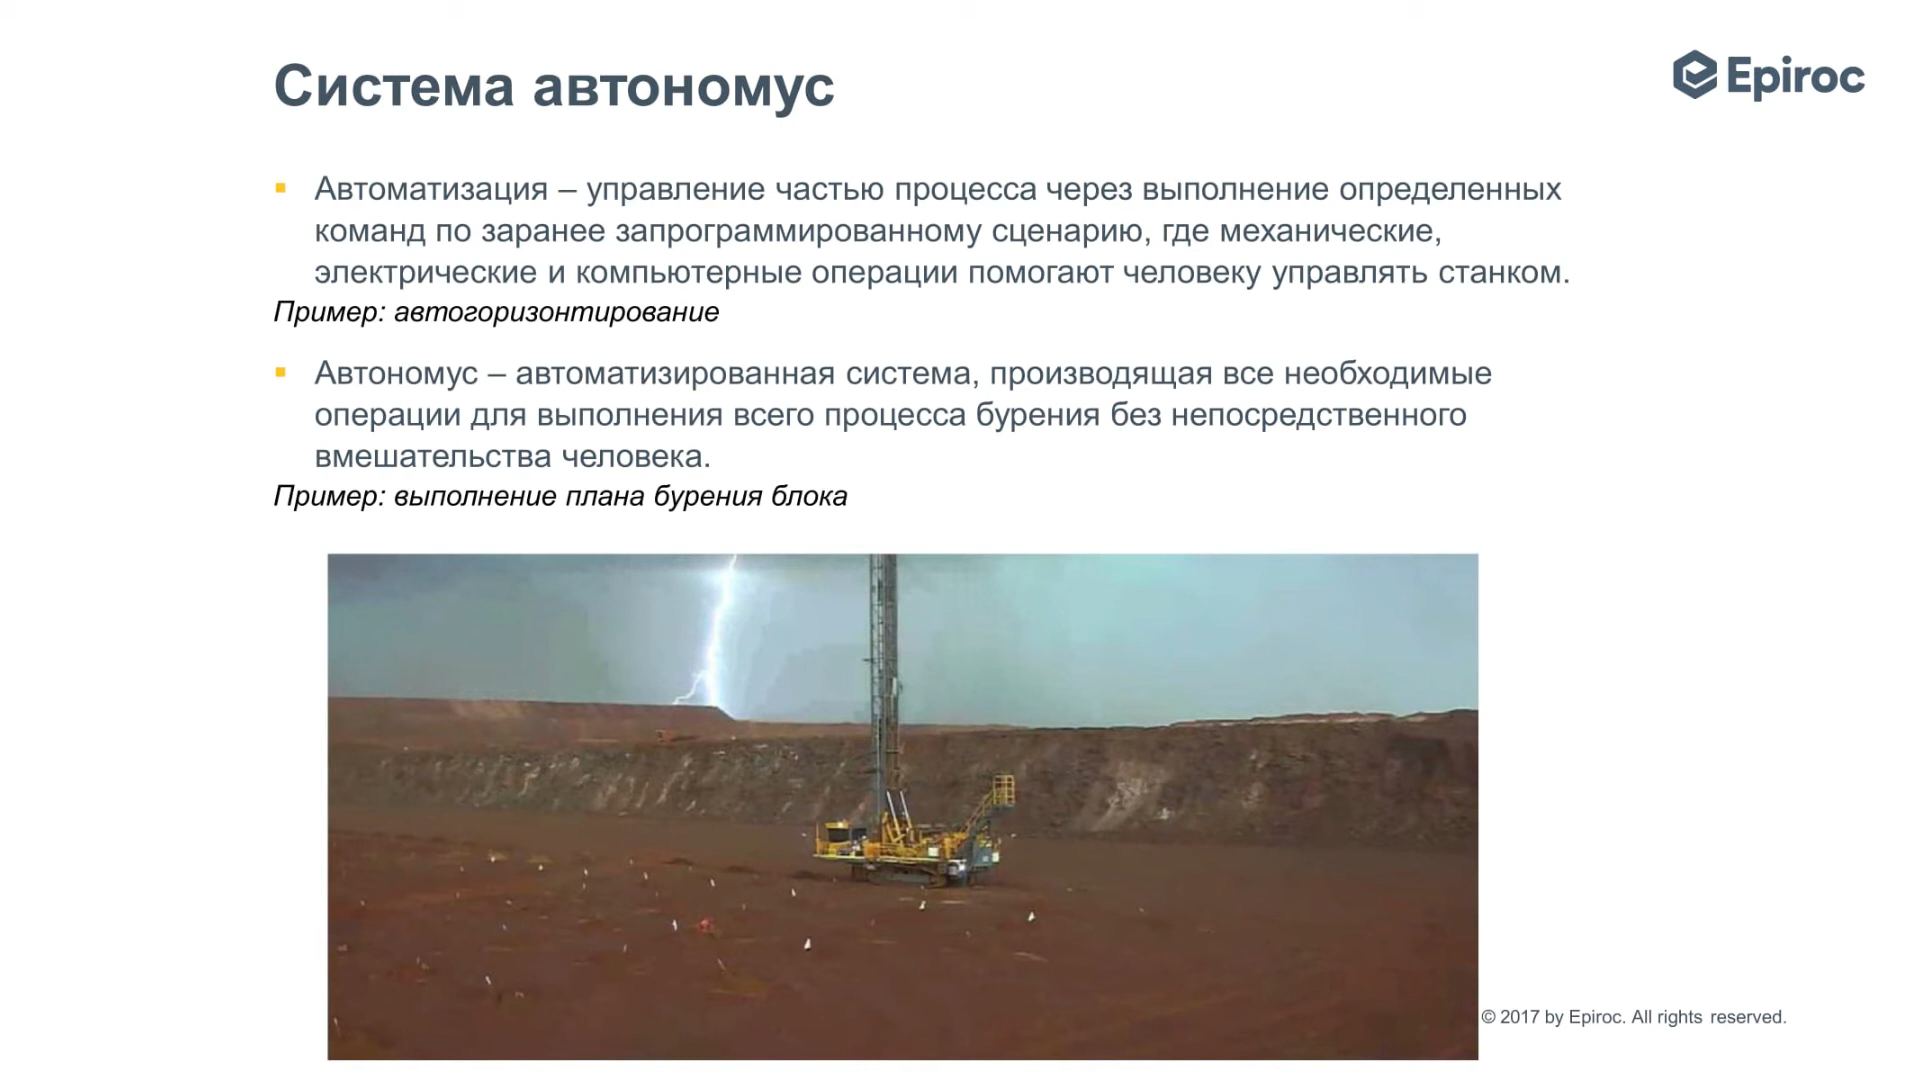 Система автономус
Epiroc
▪ Автоматизация – управление частью процесса через выполнение определенных
команд по заранее запрограммированному сценарию, где механические,
электрические и компьютерные операции помогают человеку управлять станком.
Пример: автогоризонтирование
▪ Автономус – автоматизированная система, производящая все необходимые
операции для выполнения всего процесса бурения без непосредственного
вмешательства человека.
Пример: выполнение плана бурения блока
© 2017 by Epiroc. All rights reserved.